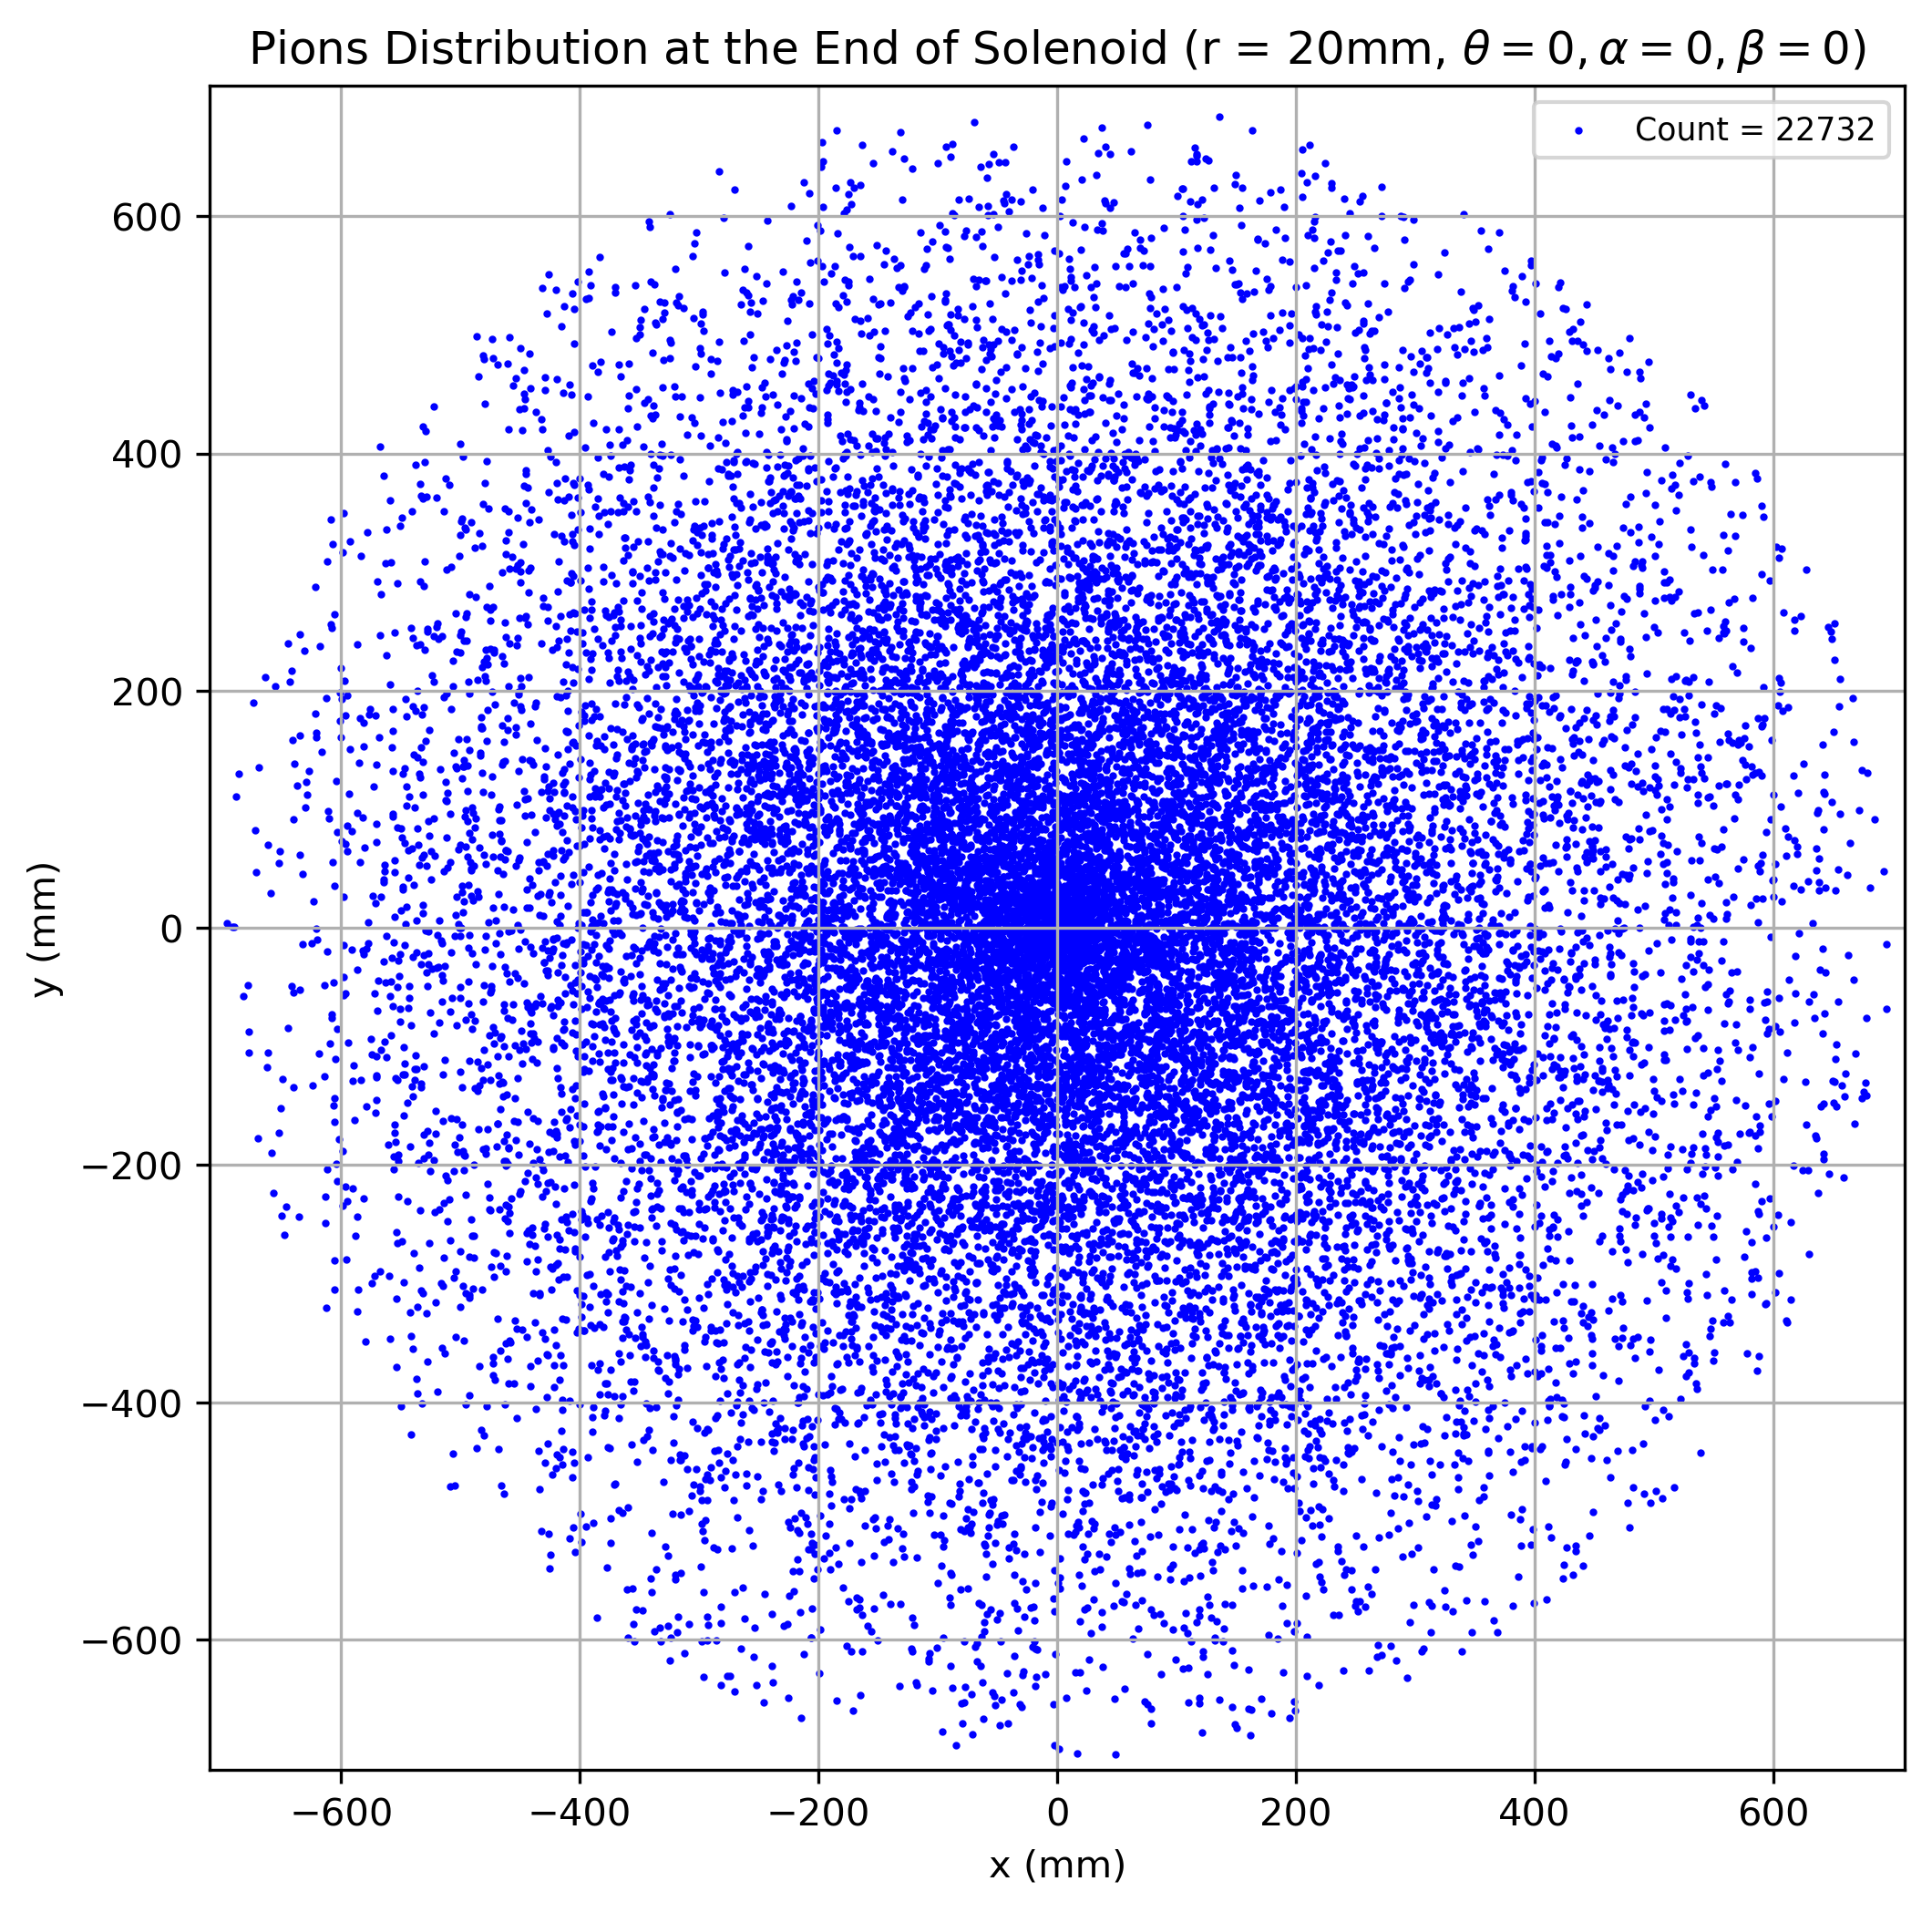 Pions Distribution at the End of Solenoid (r = 20mm, θ = 0, α = 0, β = 0)
Count = 22732
600
400
200
0
−200
−400
−600
y (mm)
−600 −400 −200 0 200 400 600
x (mm)